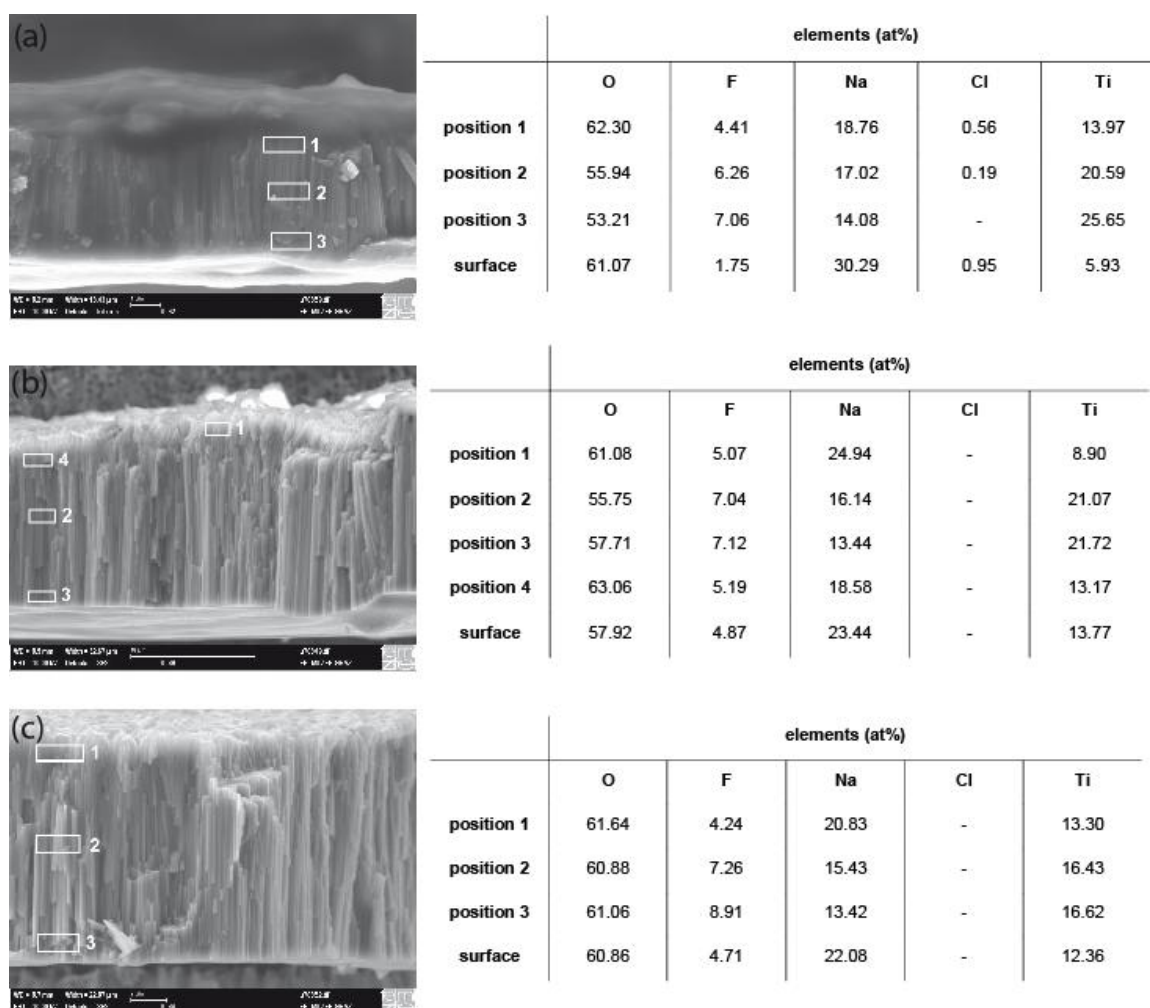 (a)
1
2
3
elements (at%)
O F Na Cl Ti
position 1 62.30 4.41 18.76 0.56 13.97
position 2 55.94 6.26 17.02 0.19 20.59
position 3 53.21 7.06 14.08 - 25.65
surface 61.07 1.75 30.29 0.95 5.93
(b)
1
4
2
3
elements (at%)
O F Na Cl Ti
position 1 61.08 5.07 24.94 - 8.90
position 2 55.75 7.04 16.14 - 21.07
position 3 57.71 7.12 13.44 - 21.72
position 4 63.06 5.19 18.58 - 13.17
surface 57.92 4.87 23.44 - 13.77
(c)
1
2
3
elements (at%)
O F Na Cl Ti
position 1 61.64 4.24 20.83 - 13.30
position 2 60.88 7.26 15.43 - 16.43
position 3 61.06 8.91 13.42 - 16.62
surface 60.86 4.71 22.08 - 12.36